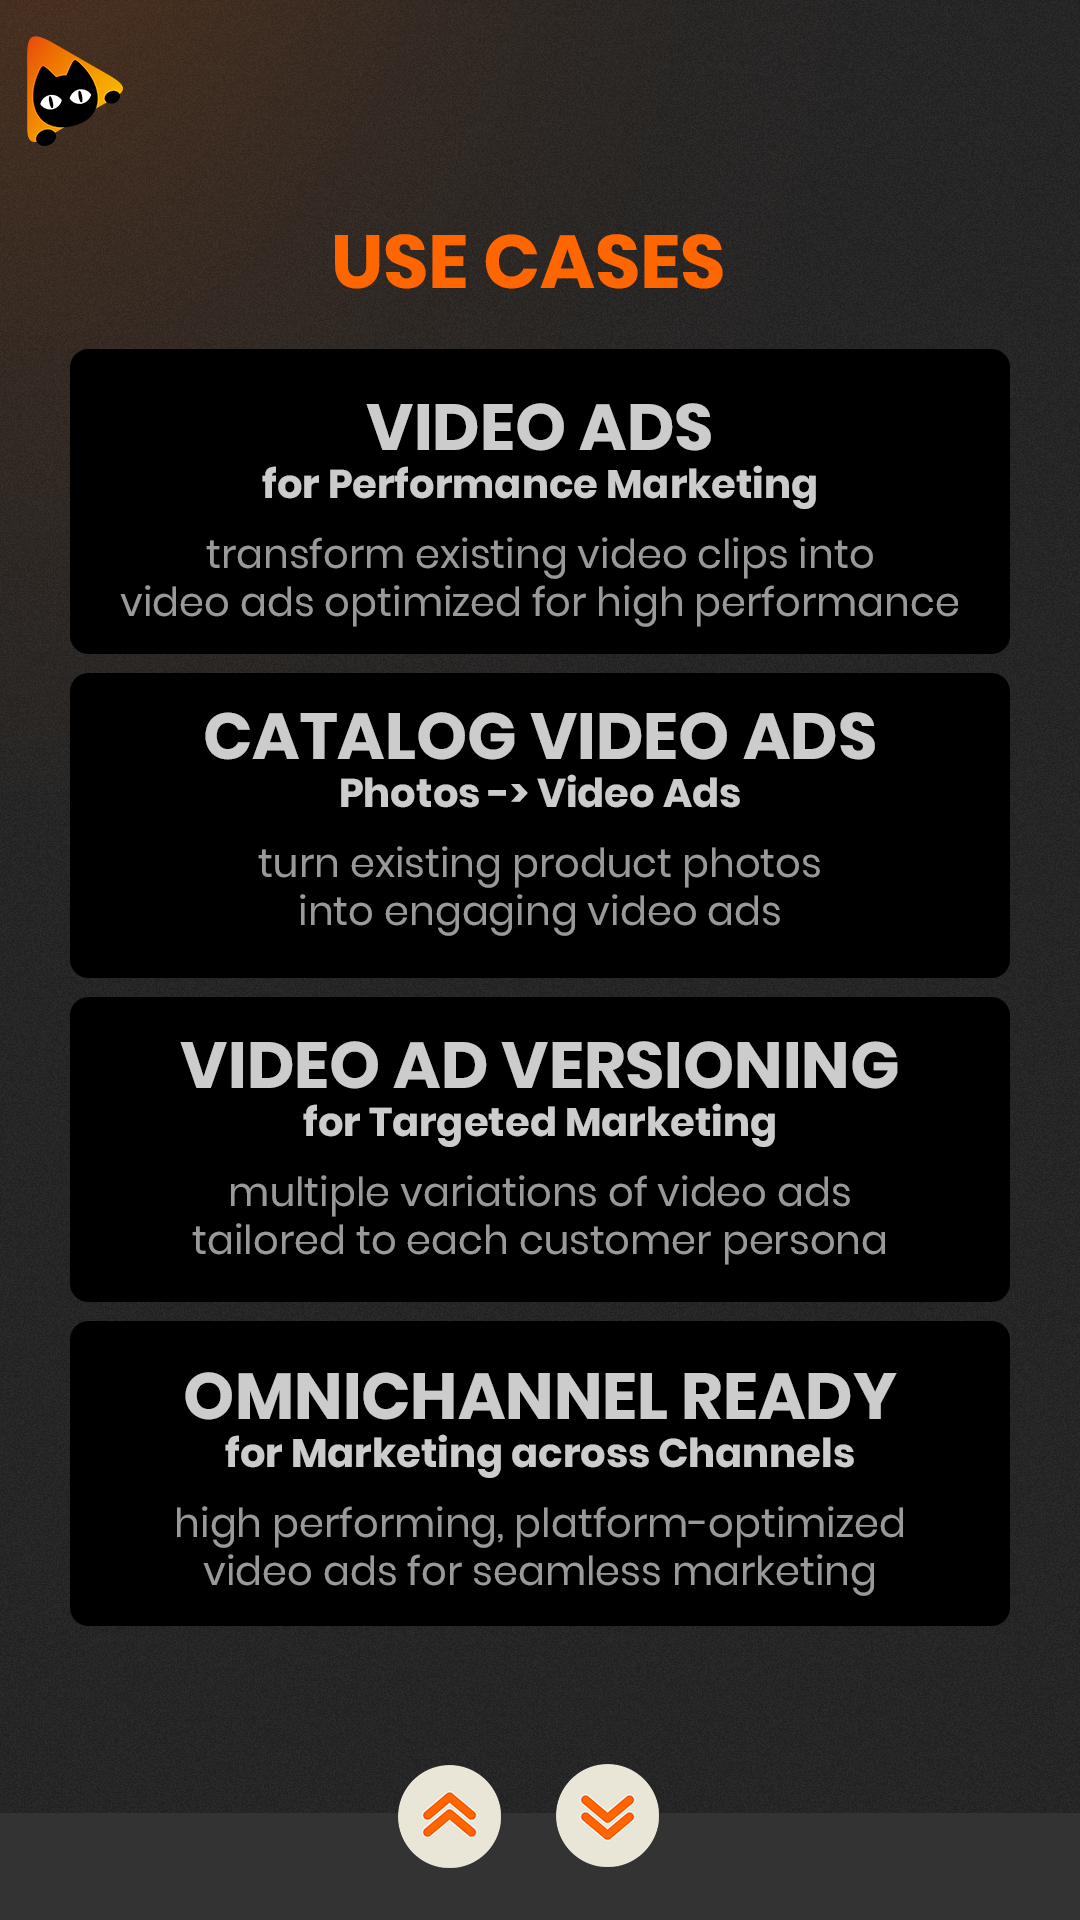 USE CASES
VIDEO ADS
for Performance Marketing
transform existing video clips into
video ads optimized for high performance
CATALOG VIDEO ADS
Photos -> Video Ads
turn existing product photos
into engaging video ads
VIDEO AD VERSIONING
for Targeted Marketing
multiple variations of video ads
tailored to each customer persona
OMNICHANNEL READY
for Marketing across Channels
high performing, platform-optimized
video ads for seamless marketing